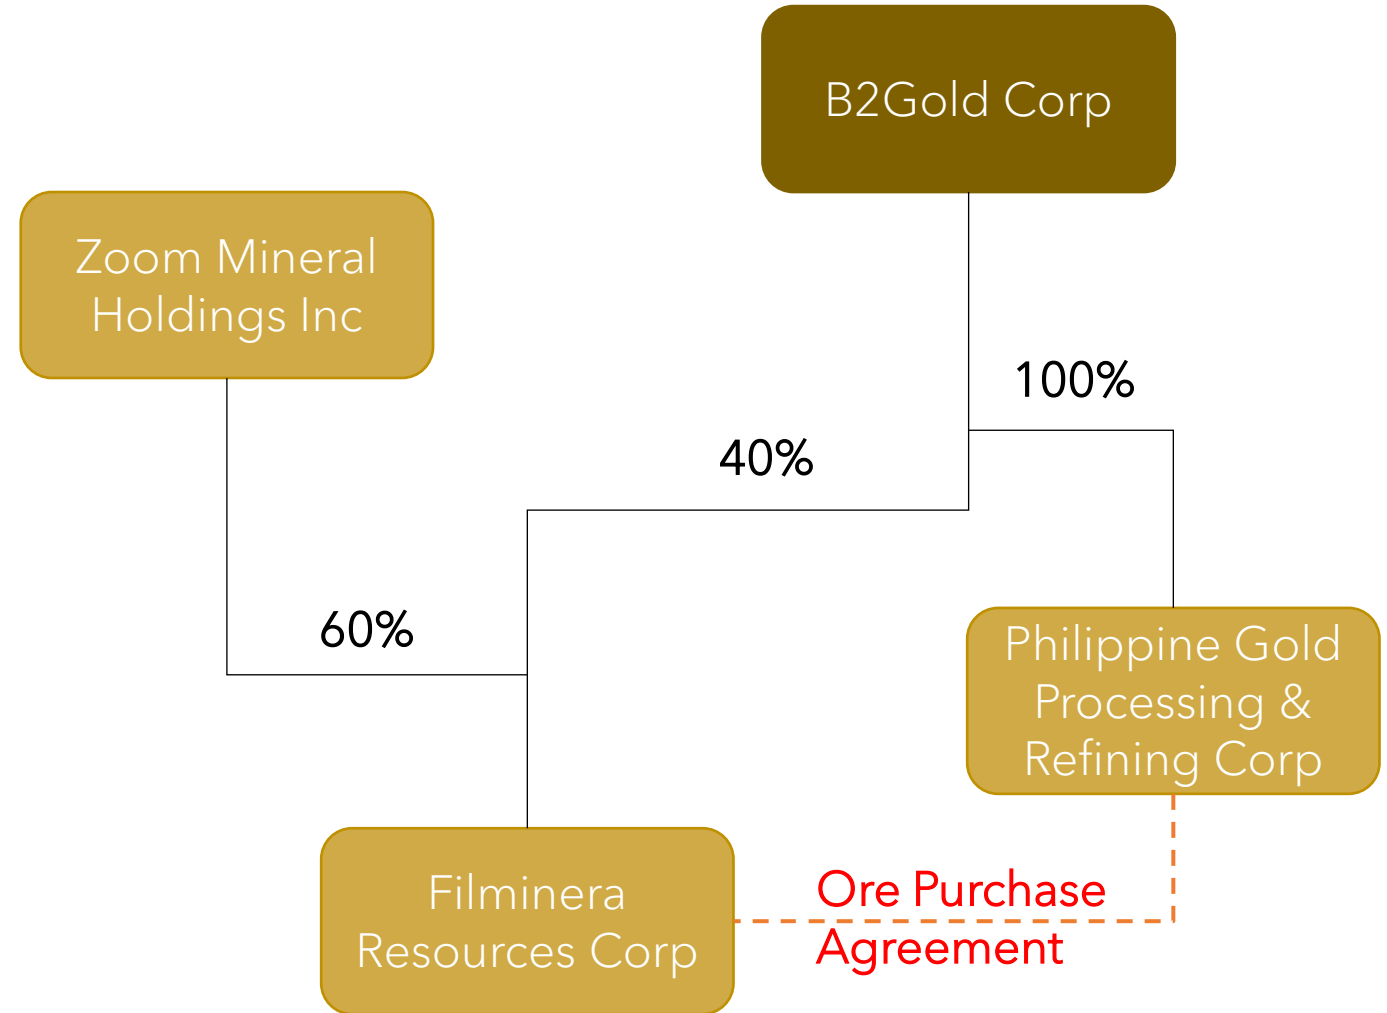 B2Gold Corp
Zoom Mineral
Holdings Inc
100%
40%
60%
Philippine Gold
Processing &
Refining Corp
Filminera
Resources Corp
Ore Purchase
Agreement